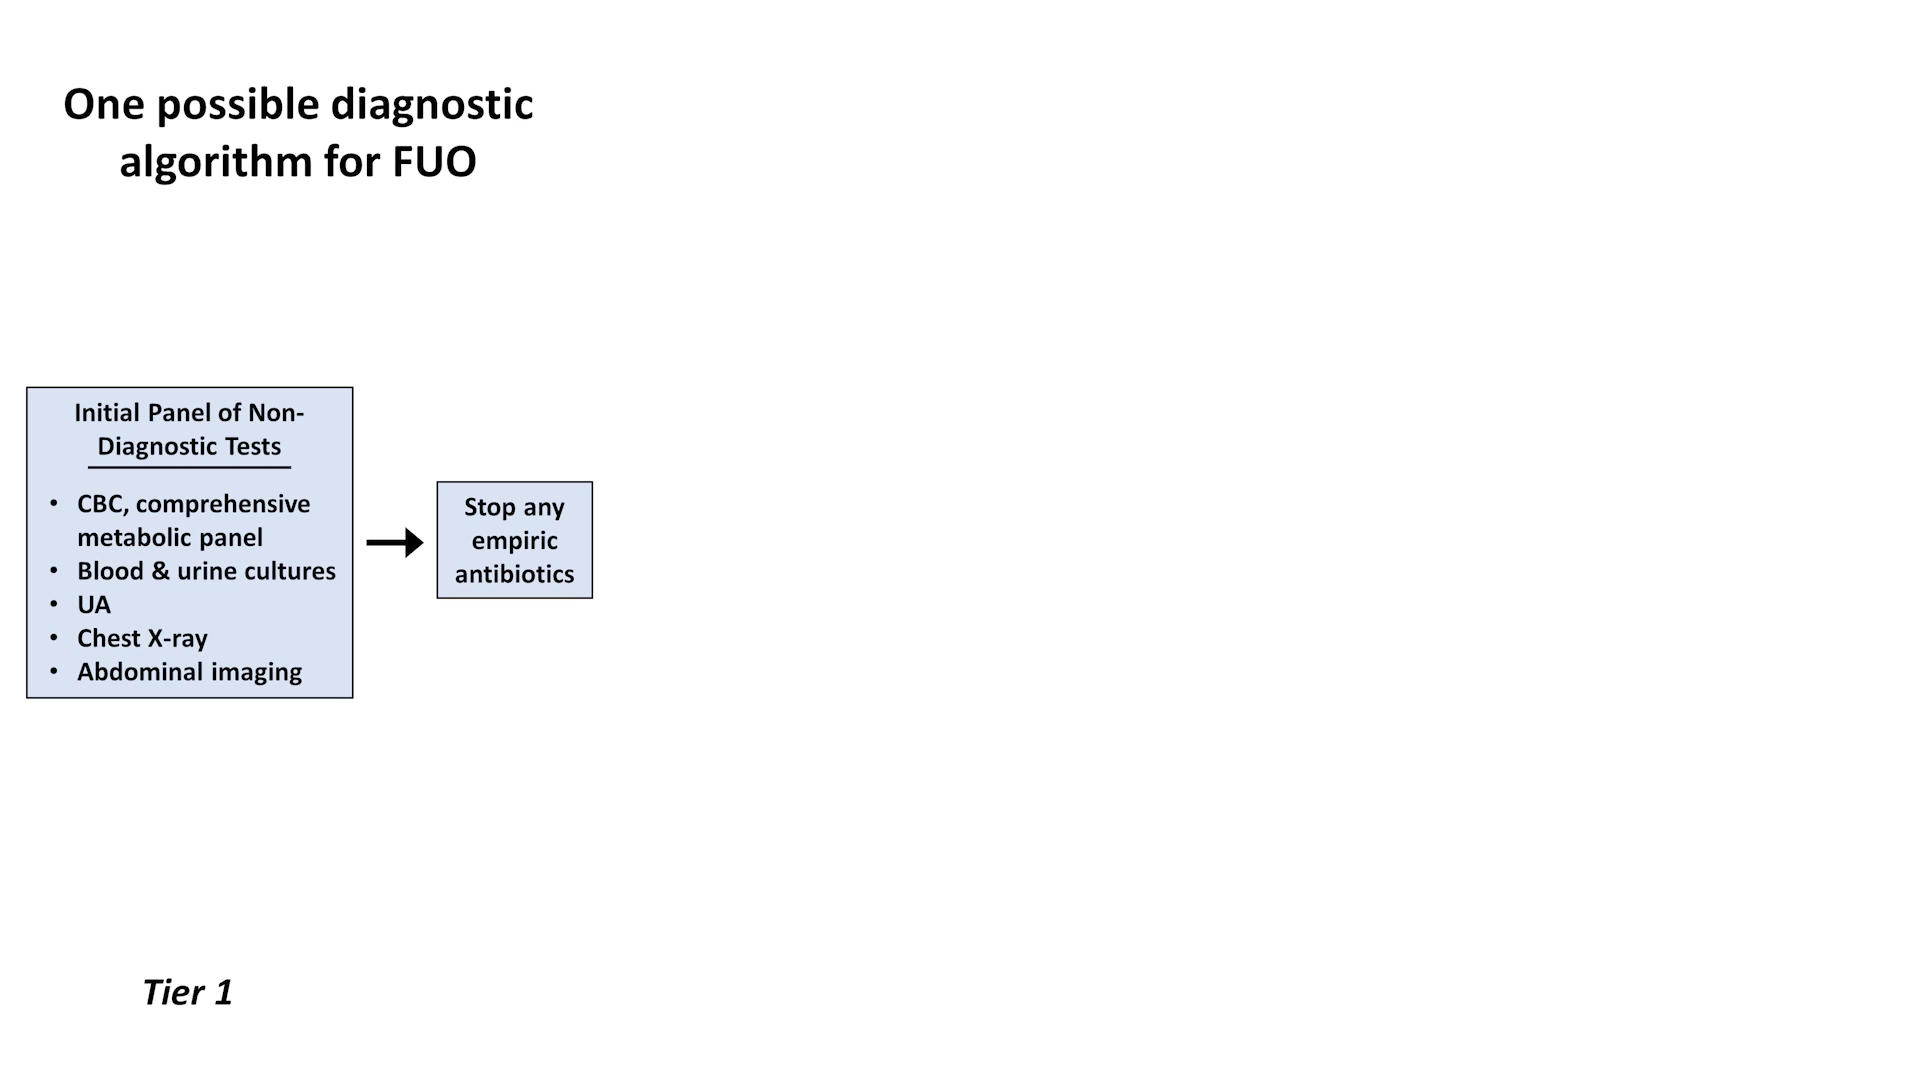 One possible diagnostic
algorithm for FUO
Initial Panel of Non-
Diagnostic Tests
• CBC, comprehensive
metabolic panel
• Blood & urine cultures
• UA
• Chest X-ray
• Abdominal imaging
Stop any
empiric
antibiotics
Tier 1